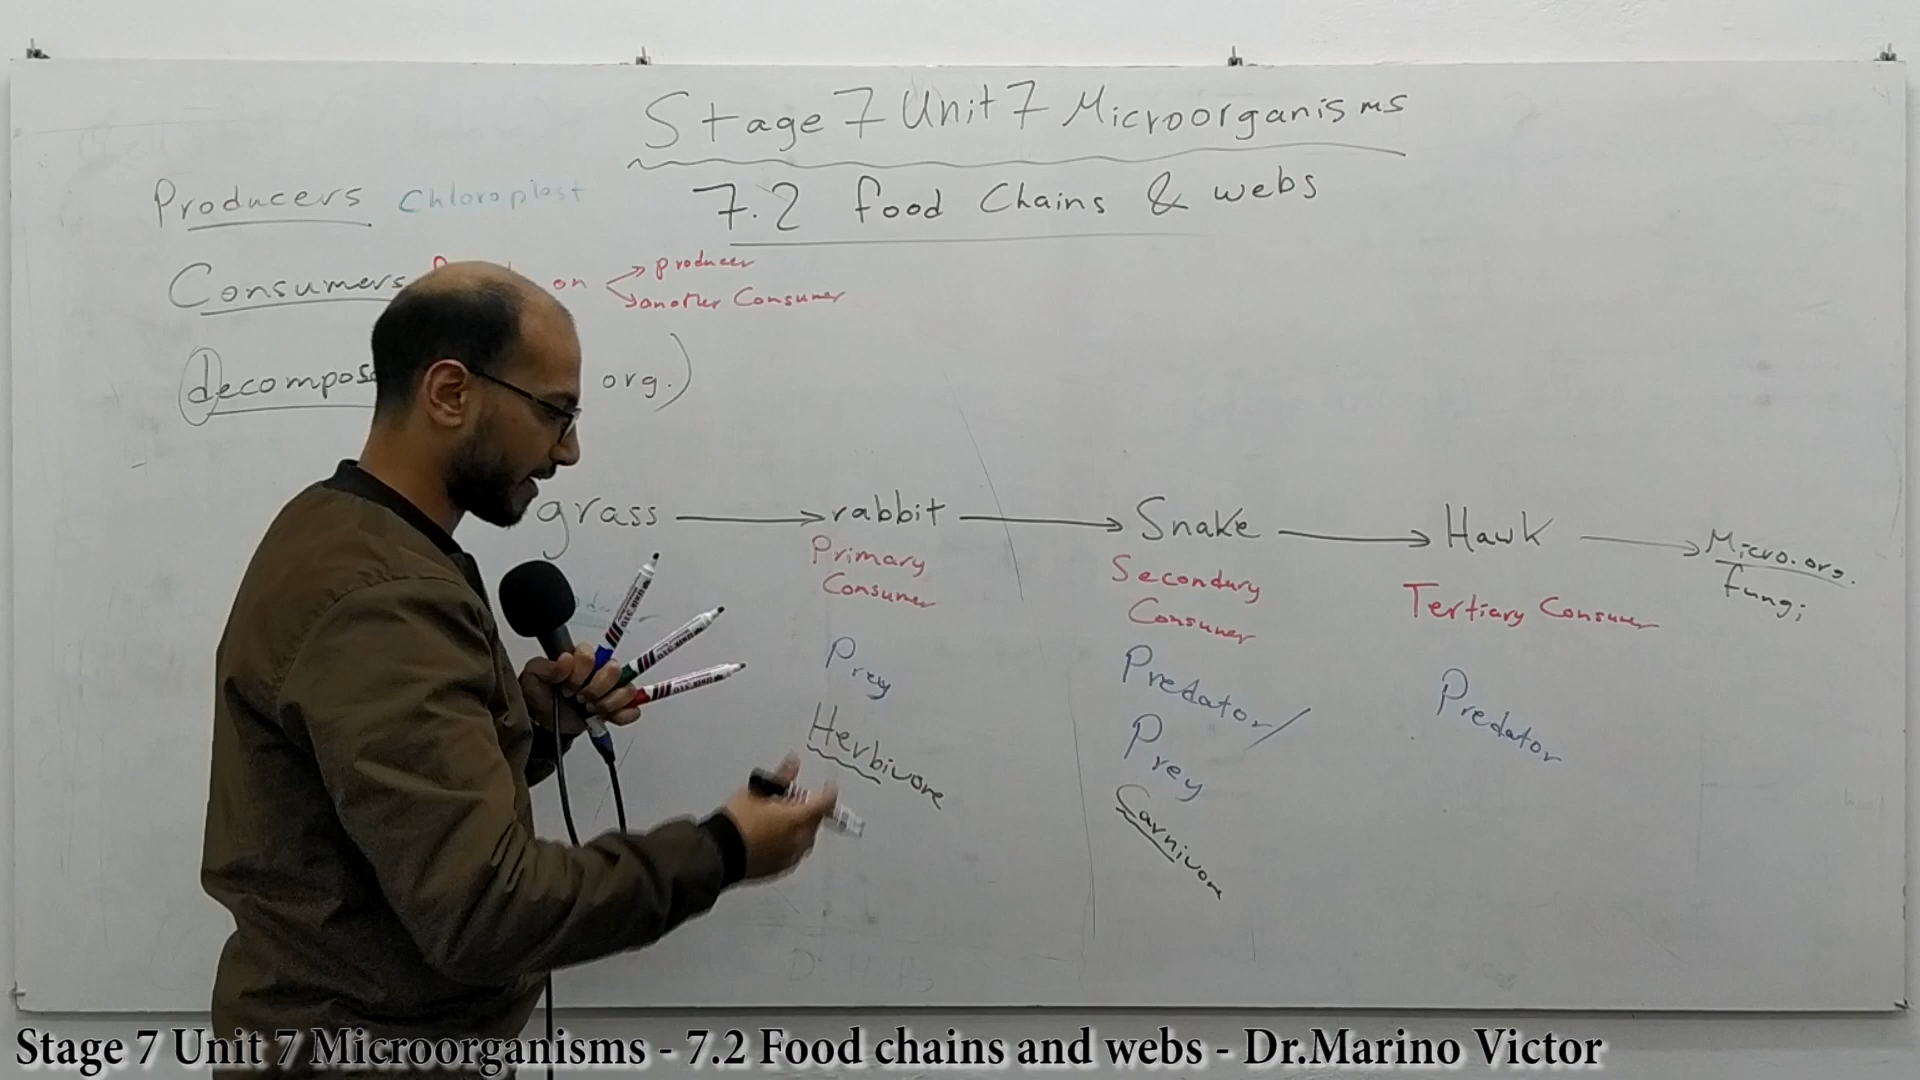 Stage 7 Unit 7 Microorganisms
7.2 food Chains & webs
Producers Chloroplast
Consumers on
producer
another Consumer
decompos org.)
grass → rabbit → Snake → Hawk → Micro.org.
fungi
Primary
Consumer
Secondary
Consumer
Tertiary Consumer
Prey
Herbivore
Predator/
Prey
Carnivore
Predator
Stage 7 Unit 7 Microorganisms - 7.2 Food chains and webs - Dr.Marino Victor